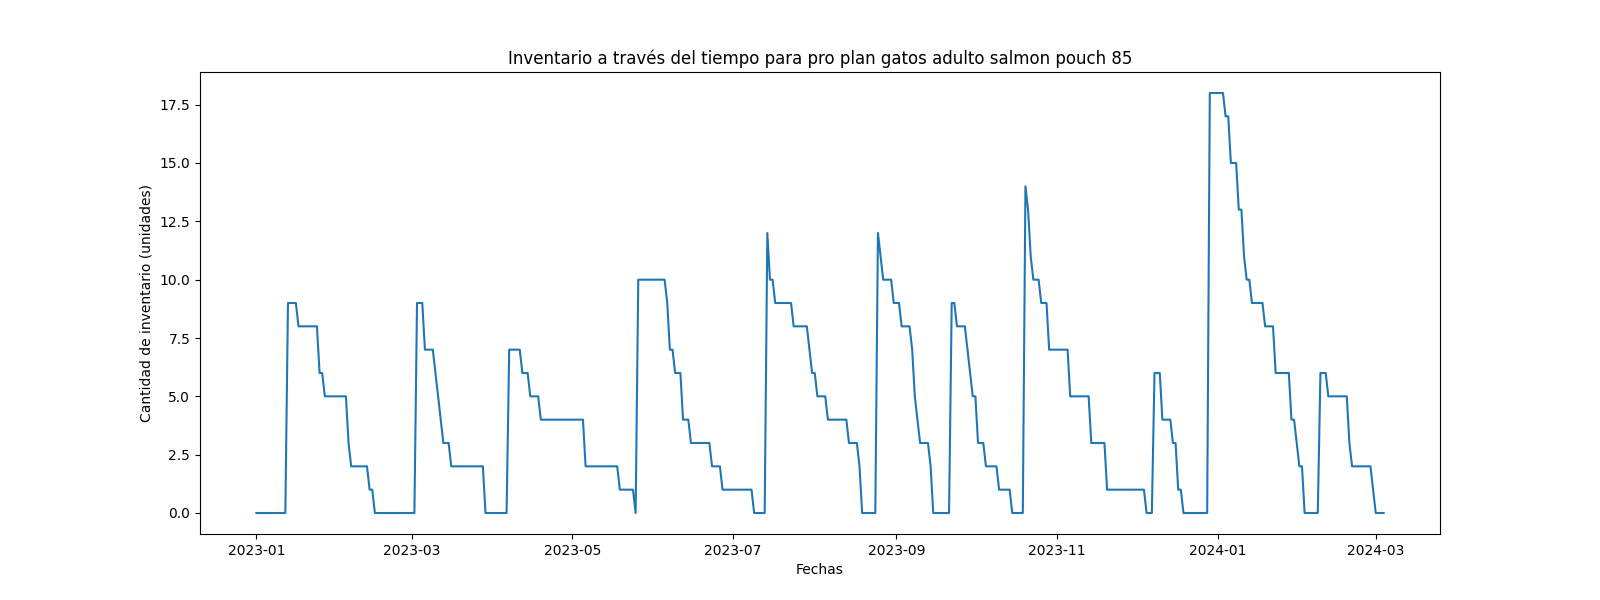 Inventario a través del tiempo para pro plan gatos adulto salmon pouch 85
Cantidad de inventario (unidades)
17.5
15.0
12.5
10.0
7.5
5.0
2.5
0.0
2023-01 2023-03 2023-05 2023-07 2023-09 2023-11 2024-01 2024-03
Fechas